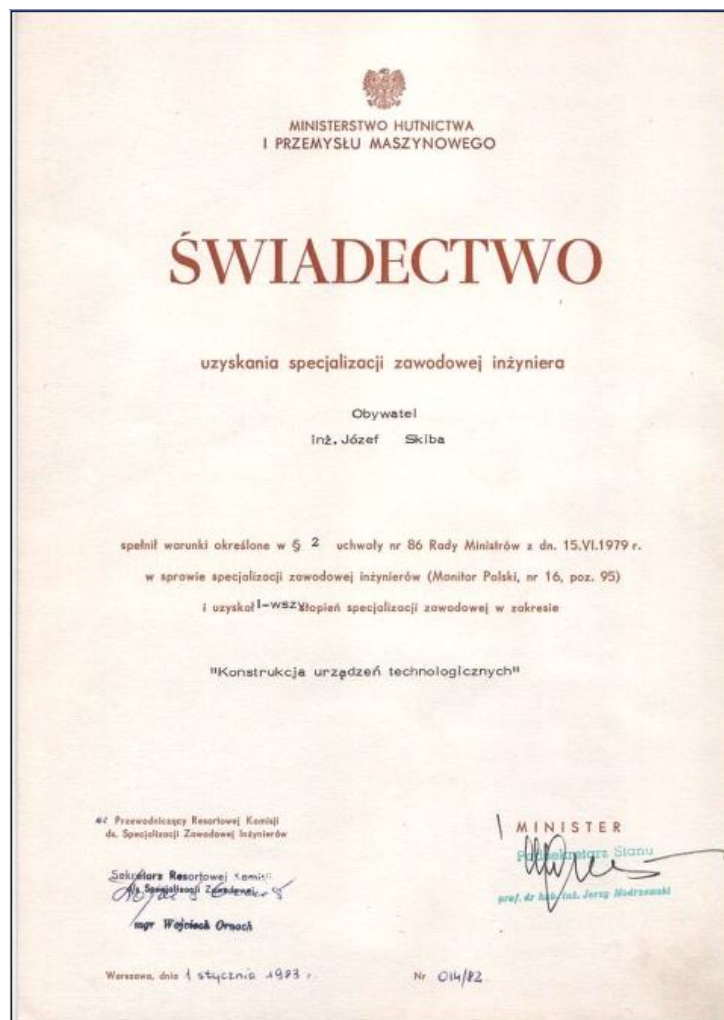 MINISTERSTWO HUTNICTWA
I PRZEMYSŁU MASZYNOWEGO
ŚWIADECTWO
uzyskania specjalizacji zawodowej inżyniera
Obywatel
inż. Józef Skiba
spełnił warunki określone w § 2 uchwały nr 86 Rady Ministrów z dn. 15.VI.1979 r.
w sprawie specjalizacji zawodowej inżynierów (Monitor Polski, nr 16, poz. 95)
i uzyskał I-wszy stopień specjalizacji zawodowej w zakresie
"Konstrukcja urządzeń technologicznych"
Przewodniczący Resortowej Komisji
ds. Specjalizacji Zawodowej Inżynierów
Sekretarz Resortowej Komisji
ds Specjalizacji Zawodowej
mgr Wojciech Ornoch
MINISTER
Podsekretarz Stanu
prof. dr hab. inż. Jerzy Modrzewski
Warszawa, dnia 1 stycznia 1983 r.
Nr 014/82